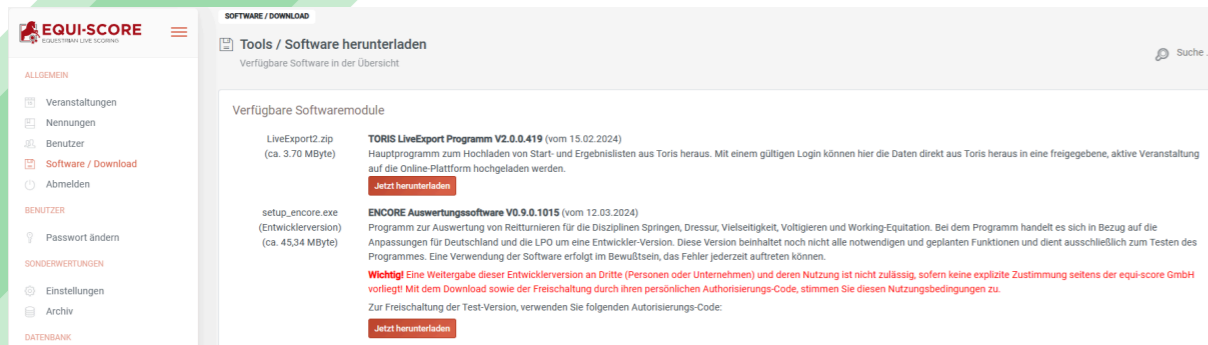 EQUI-SCORE
EQUESTRIAN LIVE SCORING
ALLGEMEIN
Veranstaltungen
Nennungen
Benutzer
Software / Download
Abmelden
BENUTZER
Passwort ändern
SONDERWERTUNGEN
Einstellungen
Archiv
DATENBANK
SOFTWARE / DOWNLOAD
Tools / Software herunterladen
Verfügbare Software in der Übersicht
Suche ..
Verfügbare Softwaremodule
LiveExport2.zip
(ca. 3.70 MByte)
TORIS LiveExport Programm V2.0.0.419 (vom 15.02.2024)
Hauptprogramm zum Hochladen von Start- und Ergebnislisten aus Toris heraus. Mit einem gültigen Login können hier die Daten direkt aus Toris heraus in eine freigegebene, aktive Veranstaltung
auf die Online-Plattform hochgeladen werden.
Jetzt herunterladen
setup_encore.exe
(Entwicklerversion)
(ca. 45,34 MByte)
ENCORE Auswertungssoftware V0.9.0.1015 (vom 12.03.2024)
Programm zur Auswertung von Reitturnieren für die Disziplinen Springen, Dressur, Vielseitigkeit, Voltigieren und Working-Equitation. Bei dem Programm handelt es sich in Bezug auf die
Anpassungen für Deutschland und die LPO um eine Entwickler-Version. Diese Version beinhaltet noch nicht alle notwendigen und geplanten Funktionen und dient ausschließlich zum Testen des
Programmes. Eine Verwendung der Software erfolgt im Bewußtsein, das Fehler jederzeit auftreten können.
Wichtig! Eine Weitergabe dieser Entwicklerversion an Dritte (Personen oder Unternehmen) und deren Nutzung ist nicht zulässig, sofern keine explizite Zustimmung seitens der equi-score GmbH
vorliegt! Mit dem Download sowie der Freischaltung durch ihren persönlichen Authorisierungs-Code, stimmen Sie diesen Nutzungsbedingungen zu.
Zur Freischaltung der Test-Version, verwenden Sie folgenden Autorisierungs-Code:
Jetzt herunterladen